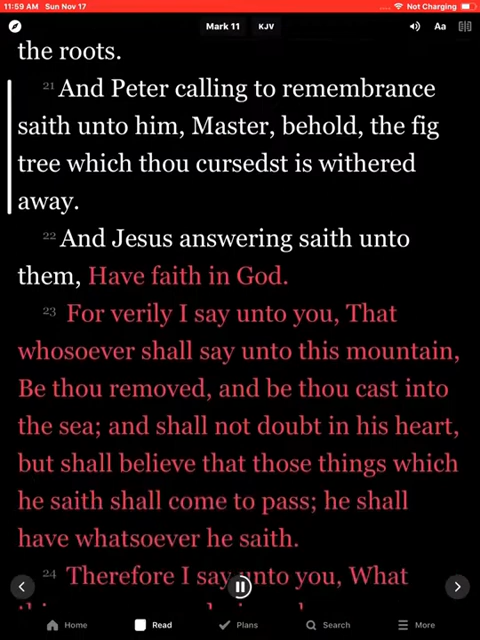 11:59 AM Sun Nov 17
Not Charging
Mark 11 KJV Aa
the roots.
21 And Peter calling to remembrance
saith unto him, Master, behold, the fig
tree which thou cursedst is withered
away.
22 And Jesus answering saith unto
them, Have faith in God.
23 For verily I say unto you, That
whosoever shall say unto this mountain,
Be thou removed, and be thou cast into
the sea; and shall not doubt in his heart,
but shall believe that those things which
he saith shall come to pass; he shall
have whatsoever he saith.
24 Therefore I say unto you, What
Home Read Plans Search More